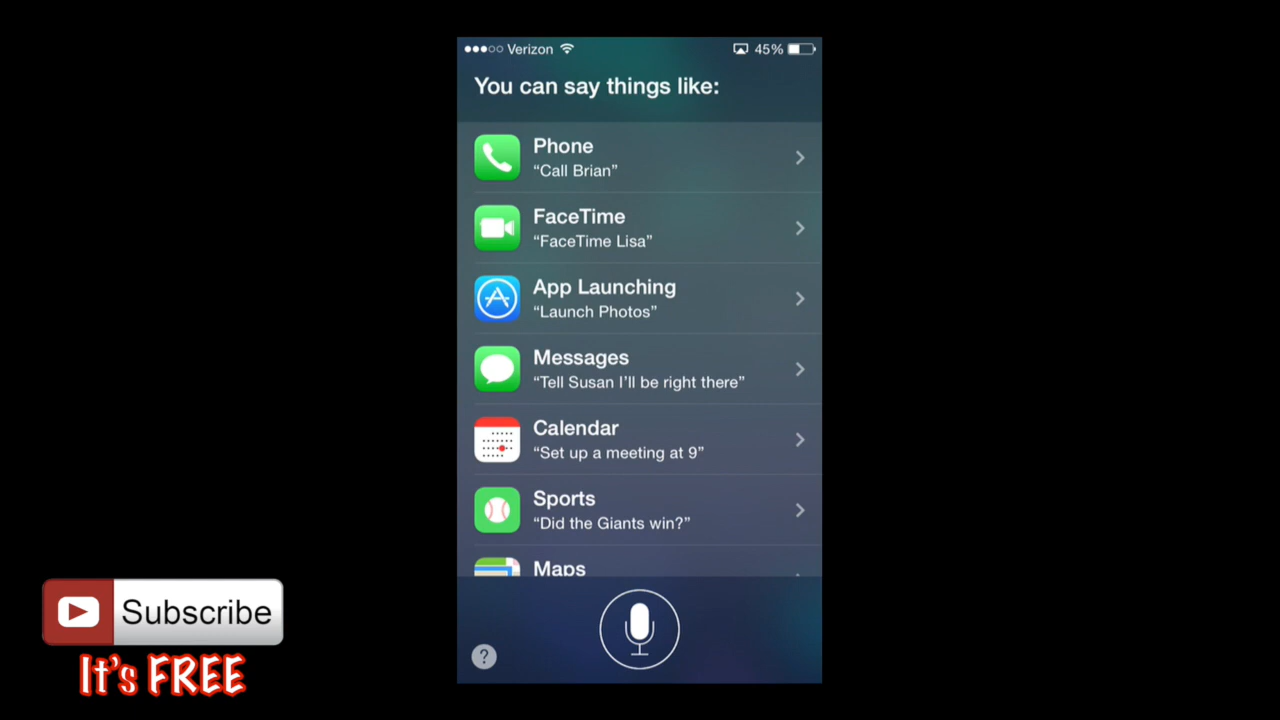 Verizon 45%
You can say things like:
Phone
“Call Brian”
FaceTime
“FaceTime Lisa”
App Launching
“Launch Photos”
Messages
“Tell Susan I’ll be right there”
Calendar
“Set up a meeting at 9”
Sports
“Did the Giants win?”
Maps
?
Subscribe
It's FREE